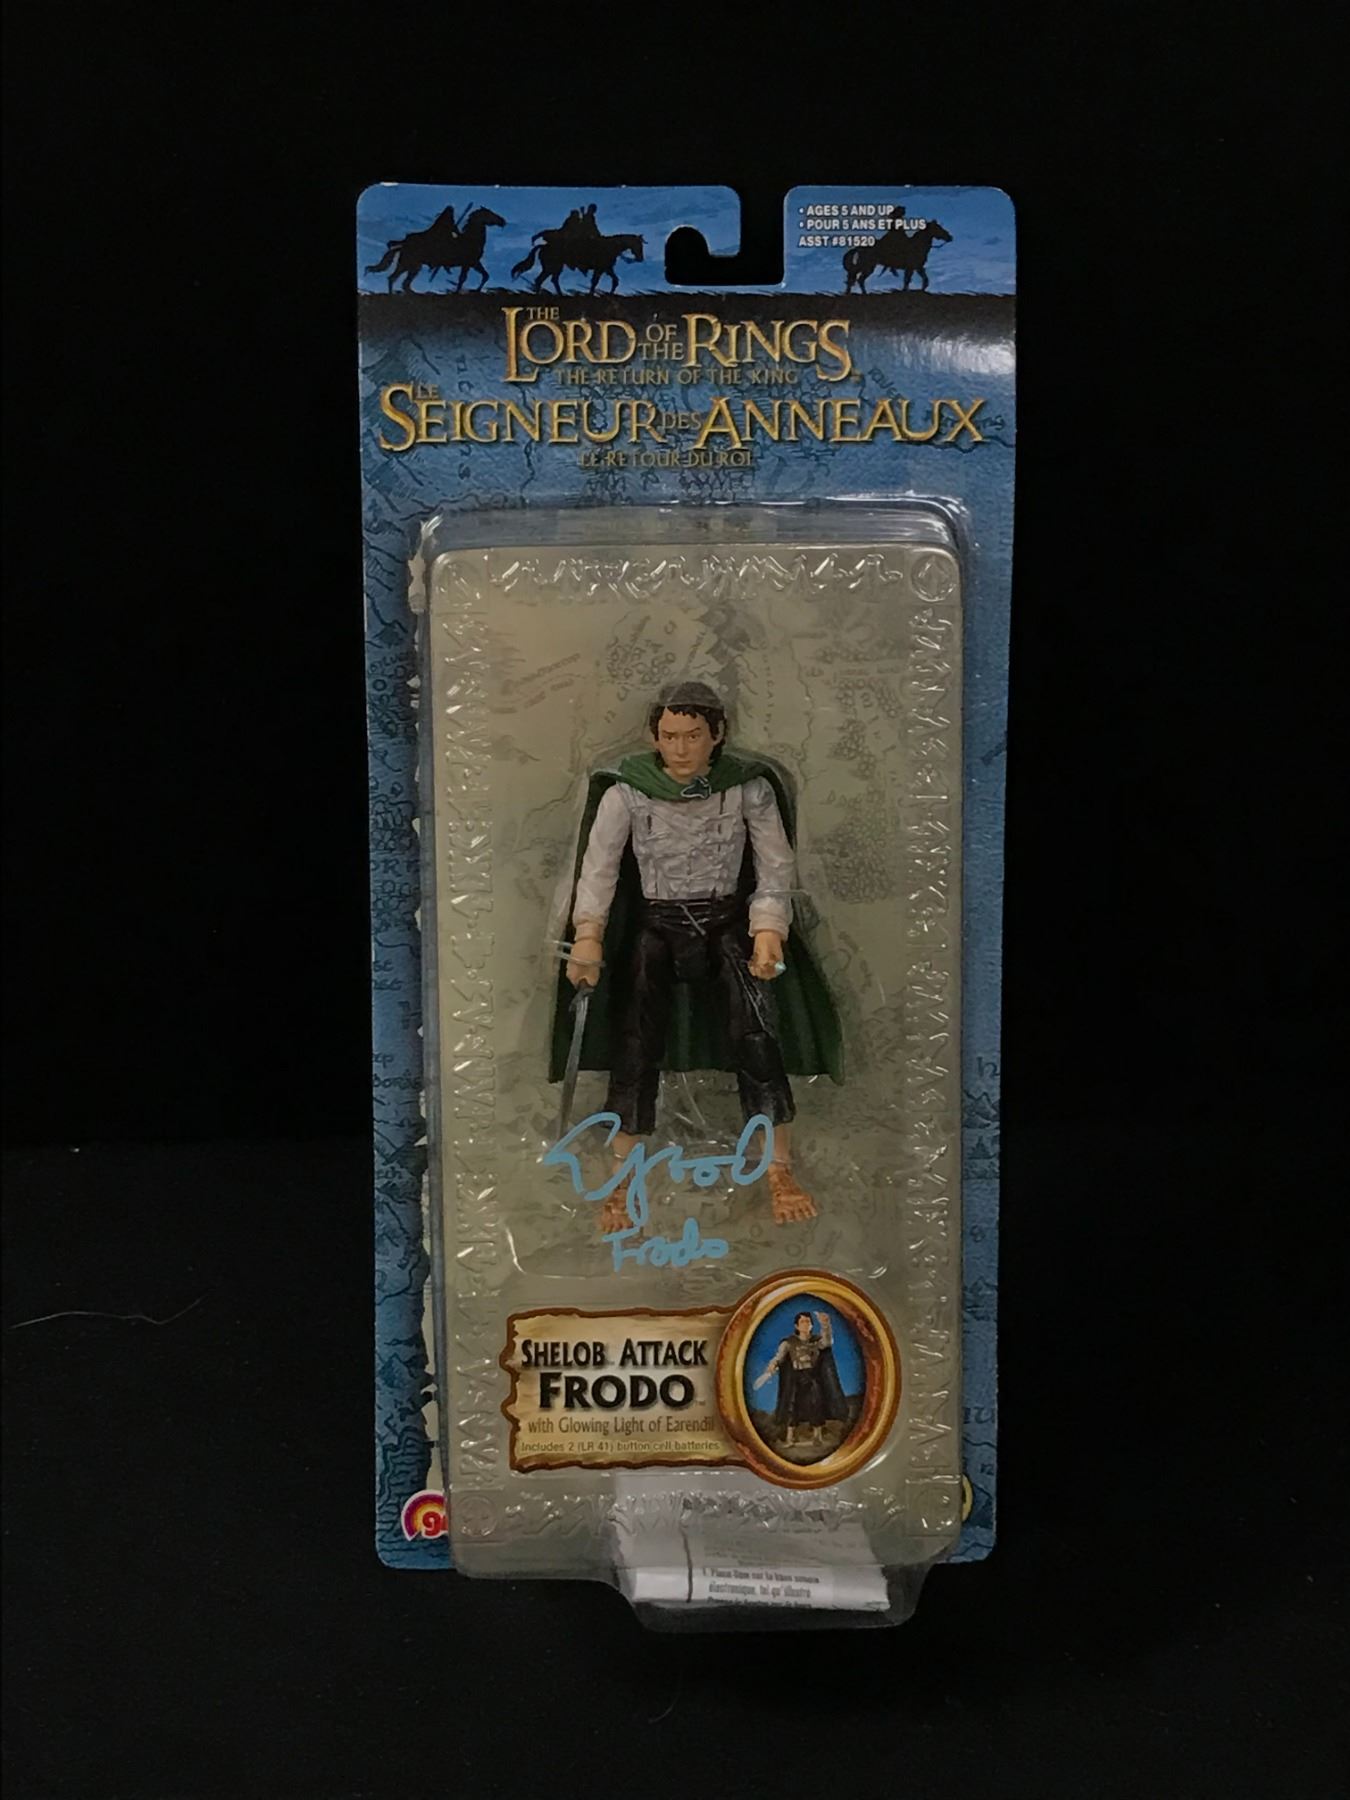 • AGES 5 AND UP
• POUR 5 ANS ET PLUS
ASST #81520
THE LORD OF THE RINGS
THE RETURN OF THE KING
LE SEIGNEUR DES ANNEAUX
LE RETOUR DU ROI
Frodo
SHELOB™ ATTACK
FRODO™
with Glowing Light of Earendil
Includes 2 (LR 41) button cell batteries